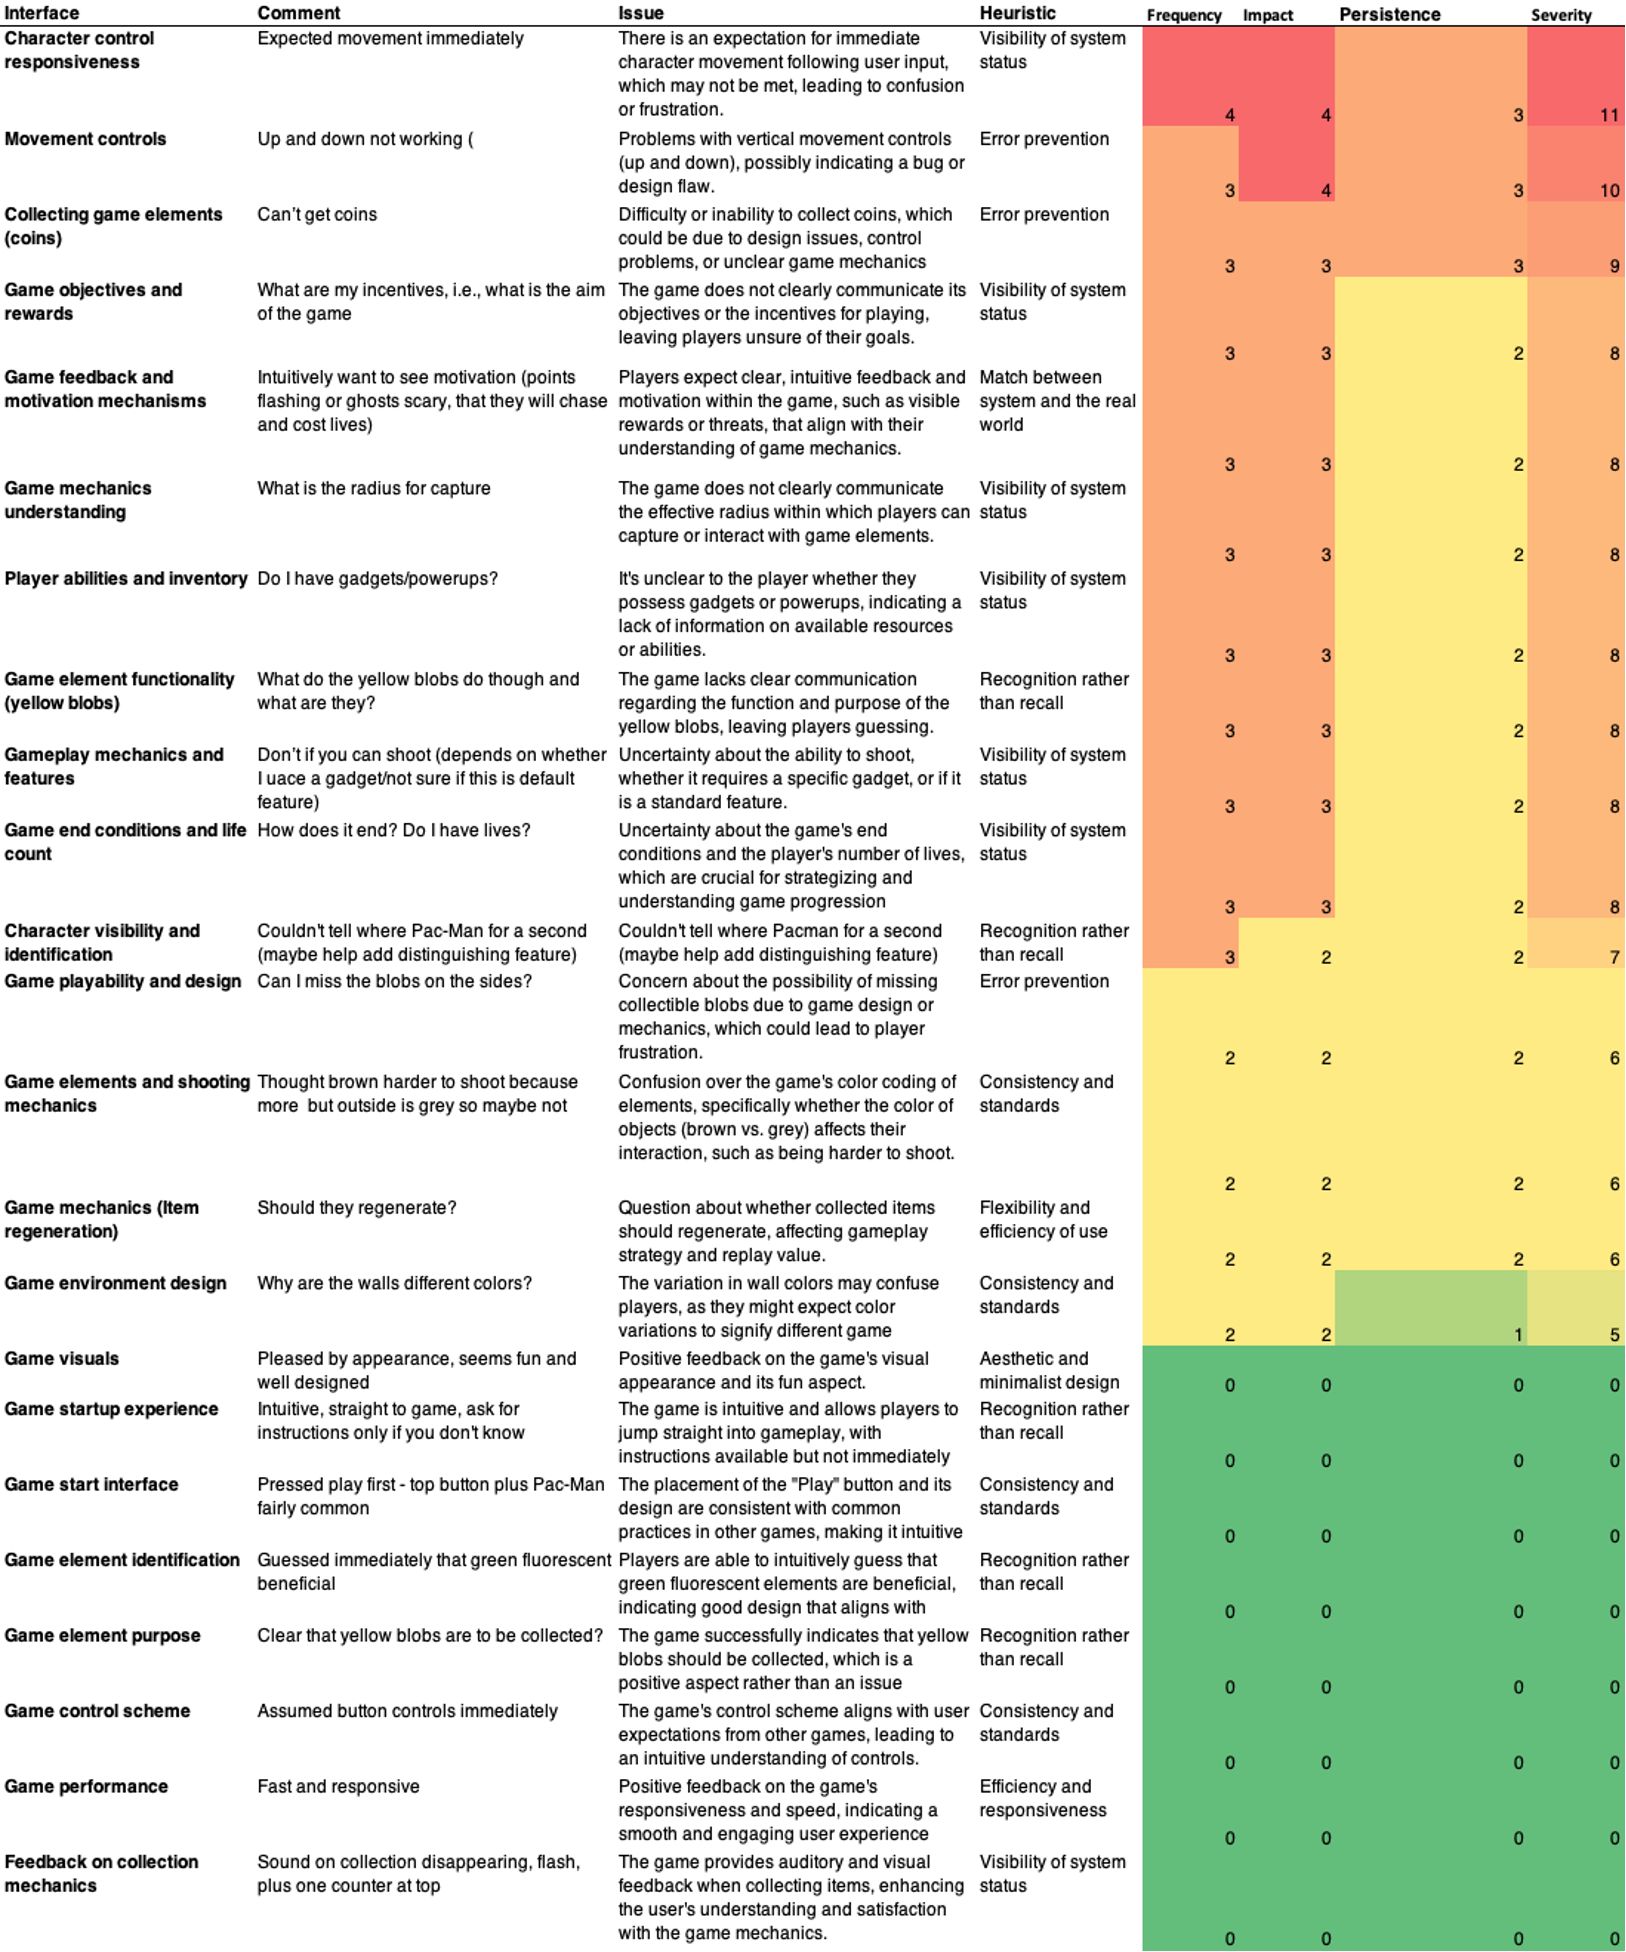 Interface Comment Issue Heuristic Frequency Impact Persistence Severity
Character control Expected movement immediately There is an expectation for immediate Visibility of system
responsiveness character movement following user input, status
which may not be met, leading to confusion
or frustration.
4 4 3 11
Movement controls Up and down not working ( Problems with vertical movement controls Error prevention
(up and down), possibly indicating a bug or
design flaw.
3 4 3 10
Collecting game elements Can't get coins Difficulty or inability to collect coins, which Error prevention
(coins) could be due to design issues, control
problems, or unclear game mechanics
3 3 3 9
Game objectives and What are my incentives, i.e., what is the aim The game does not clearly communicate its Visibility of system
rewards of the game objectives or the incentives for playing, status
leaving players unsure of their goals.
3 3 2 8
Game feedback and Intuitively want to see motivation (points Players expect clear, intuitive feedback and Match between
motivation mechanisms flashing or ghosts scary, that they will chase motivation within the game, such as visible system and the real
and cost lives) rewards or threats, that align with their world
understanding of game mechanics.
3 3 2 8
Game mechanics What is the radius for capture The game does not clearly communicate Visibility of system
understanding the effective radius within which players can status
capture or interact with game elements.
3 3 2 8
Player abilities and inventory Do I have gadgets/powerups? It's unclear to the player whether they Visibility of system
possess gadgets or powerups, indicating a status
lack of information on available resources
or abilities.
3 3 2 8
Game element functionality What do the yellow blobs do though and The game lacks clear communication Recognition rather
(yellow blobs) what are they? regarding the function and purpose of the than recall
yellow blobs, leaving players guessing.
3 3 2 8
Gameplay mechanics and Don't if you can shoot (depends on whether Uncertainty about the ability to shoot, Visibility of system
features I uace a gadget/not sure if this is default whether it requires a specific gadget, or if it status
feature) is a standard feature.
3 3 2 8
Game end conditions and life How does it end? Do I have lives? Uncertainty about the game's end Visibility of system
count conditions and the player's number of lives, status
which are crucial for strategizing and
understanding game progression
3 3 2 8
Character visibility and Couldn't tell where Pac-Man for a second Couldn't tell where Pacman for a second Recognition rather
identification (maybe help add distinguishing feature) (maybe help add distinguishing feature) than recall
3 2 2 7
Game playability and design Can I miss the blobs on the sides? Concern about the possibility of missing Error prevention
collectible blobs due to game design or
mechanics, which could lead to player
frustration.
2 2 2 6
Game elements and shooting Thought brown harder to shoot because Confusion over the game's color coding of Consistency and
mechanics more but outside is grey so maybe not elements, specifically whether the color of standards
objects (brown vs. grey) affects their
interaction, such as being harder to shoot.
2 2 2 6
Game mechanics (Item Should they regenerate? Question about whether collected items Flexibility and
regeneration) should regenerate, affecting gameplay efficiency of use
strategy and replay value.
2 2 2 6
Game environment design Why are the walls different colors? The variation in wall colors may confuse Consistency and
players, as they might expect color standards
variations to signify different game
2 2 1 5
Game visuals Pleased by appearance, seems fun and Positive feedback on the game's visual Aesthetic and
well designed appearance and its fun aspect. minimalist design
0 0 0 0
Game startup experience Intuitive, straight to game, ask for The game is intuitive and allows players to Recognition rather
instructions only if you don't know jump straight into gameplay, with than recall
instructions available but not immediately
0 0 0 0
Game start interface Pressed play first - top button plus Pac-Man The placement of the "Play" button and its Consistency and
fairly common design are consistent with common standards
practices in other games, making it intuitive
0 0 0 0
Game element identification Guessed immediately that green fluorescent Players are able to intuitively guess that Recognition rather
beneficial green fluorescent elements are beneficial, than recall
indicating good design that aligns with
0 0 0 0
Game element purpose Clear that yellow blobs are to be collected? The game successfully indicates that yellow Recognition rather
blobs should be collected, which is a than recall
positive aspect rather than an issue
0 0 0 0
Game control scheme Assumed button controls immediately The game's control scheme aligns with user Consistency and
expectations from other games, leading to standards
an intuitive understanding of controls.
0 0 0 0
Game performance Fast and responsive Positive feedback on the game's Efficiency and
responsiveness and speed, indicating a responsiveness
smooth and engaging user experience
0 0 0 0
Feedback on collection Sound on collection disappearing, flash, The game provides auditory and visual Visibility of system
mechanics plus one counter at top feedback when collecting items, enhancing status
the user's understanding and satisfaction
with the game mechanics.
0 0 0 0